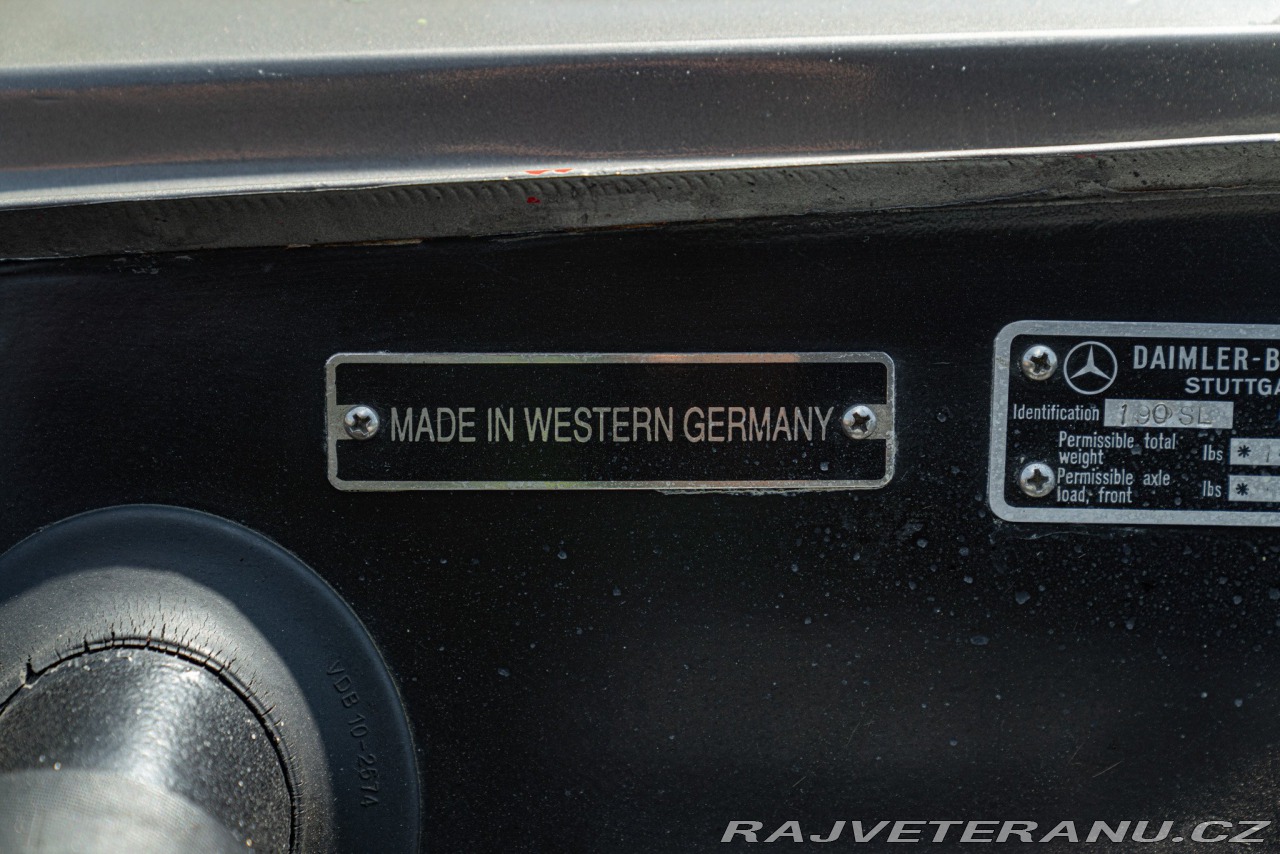 MADE IN WESTERN GERMANY
DAIMLER-B
STUTTGA
Identification 190 SL
Permissible total
weight lbs *
Permissible axle
load, front lbs *
VDB 10-2674
RAJVETERANU.CZ